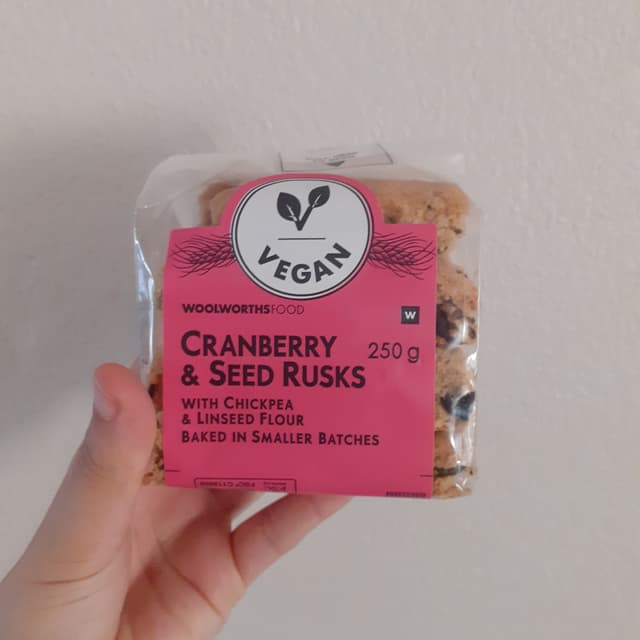 VEGAN
WOOLWORTHSFOOD
W
CRANBERRY
& SEED RUSKS
250 g
WITH CHICKPEA
& LINSEED FLOUR
BAKED IN SMALLER BATCHES